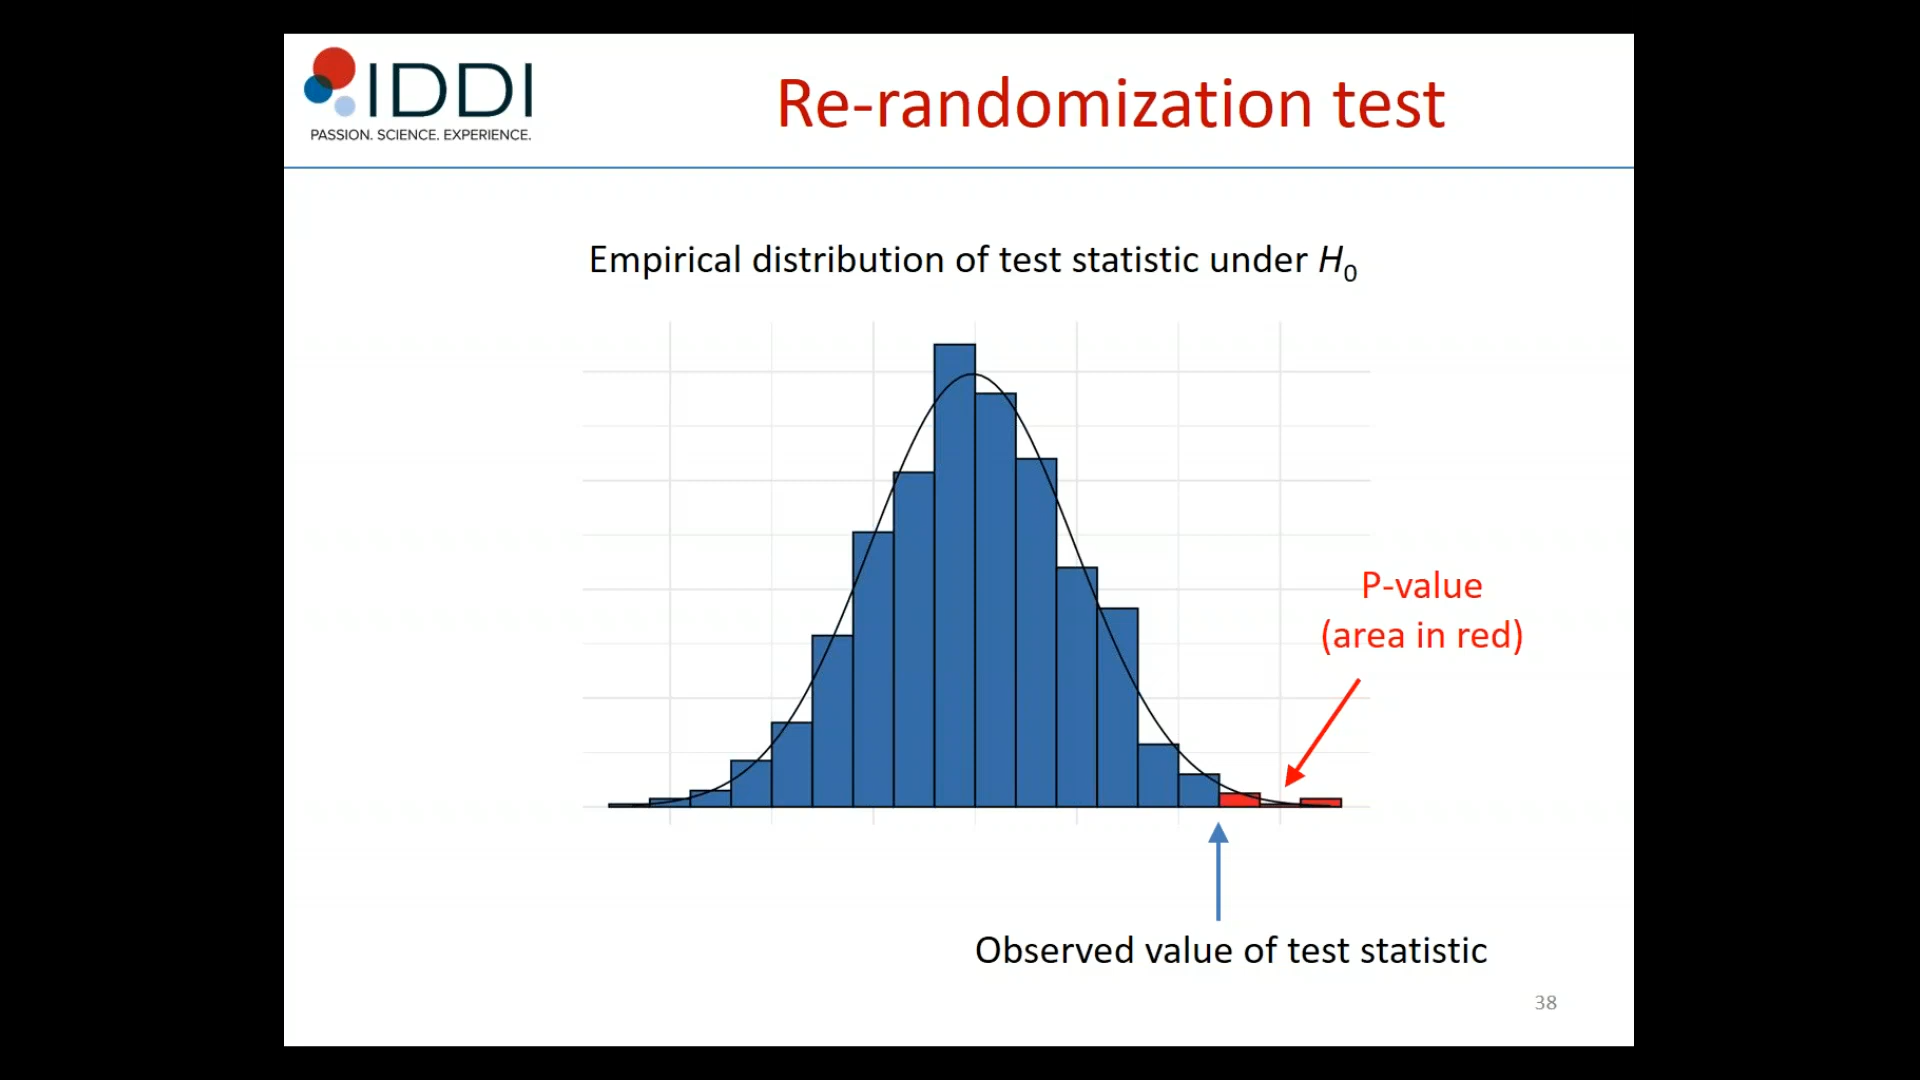 IDDI
PASSION. SCIENCE. EXPERIENCE.
Re-randomization test
Empirical distribution of test statistic under H₀
P-value
(area in red)
Observed value of test statistic
38